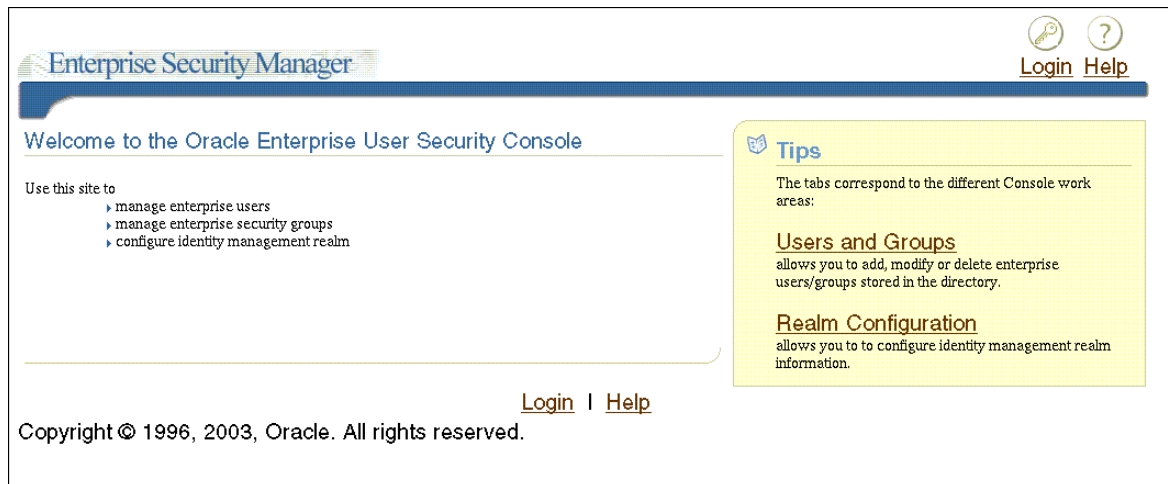 Enterprise Security Manager
Login Help
Welcome to the Oracle Enterprise User Security Console
Use this site to
manage enterprise users
manage enterprise security groups
configure identity management realm
Tips
The tabs correspond to the different Console work
areas:
Users and Groups
allows you to add, modify or delete enterprise
users/groups stored in the directory.
Realm Configuration
allows you to to configure identity management realm
information.
Login | Help
Copyright © 1996, 2003, Oracle. All rights reserved.